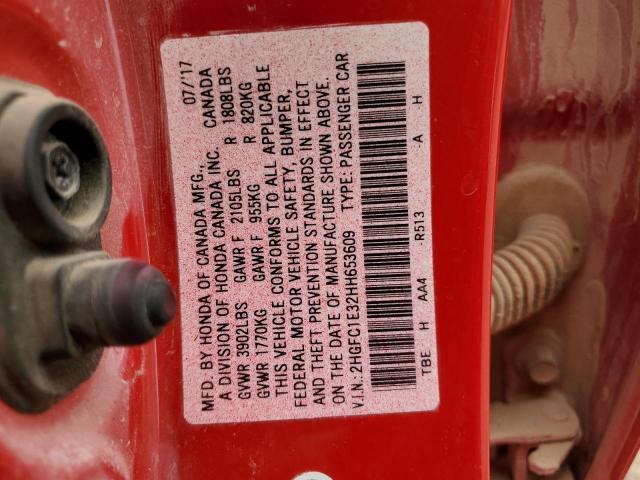 MFD. BY HONDA OF CANADA MFG., 07/'17
A DIVISION OF HONDA CANADA INC. CANADA
GVWR 3902LBS GAWR F 2105LBS R 1808LBS
GVWR 1770KG GAWR F 955KG R 820KG
THIS VEHICLE CONFORMS TO ALL APPLICABLE
FEDERAL MOTOR VEHICLE SAFETY, BUMPER,
AND THEFT PREVENTION STANDARDS IN EFFECT
ON THE DATE OF MANUFACTURE SHOWN ABOVE.
V.I.N.: 2HGFC1E32HH653609 TYPE: PASSENGER CAR
TBE H AA4 -R513 -A -H